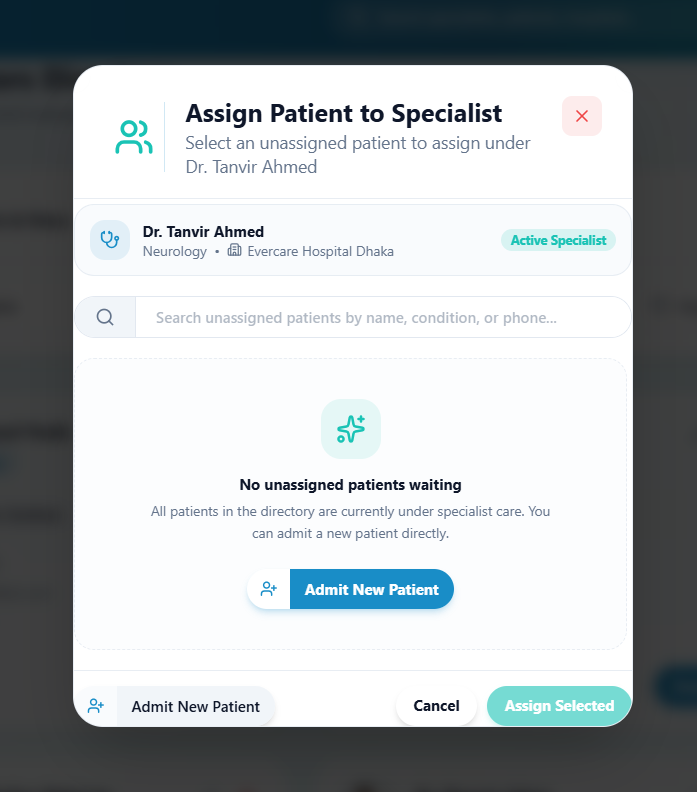 Assign Patient to Specialist
Select an unassigned patient to assign under
Dr. Tanvir Ahmed
Dr. Tanvir Ahmed
Neurology • Evercare Hospital Dhaka
Active Specialist
Search unassigned patients by name, condition, or phone...
No unassigned patients waiting
All patients in the directory are currently under specialist care. You
can admit a new patient directly.
Admit New Patient
Admit New Patient
Cancel
Assign Selected